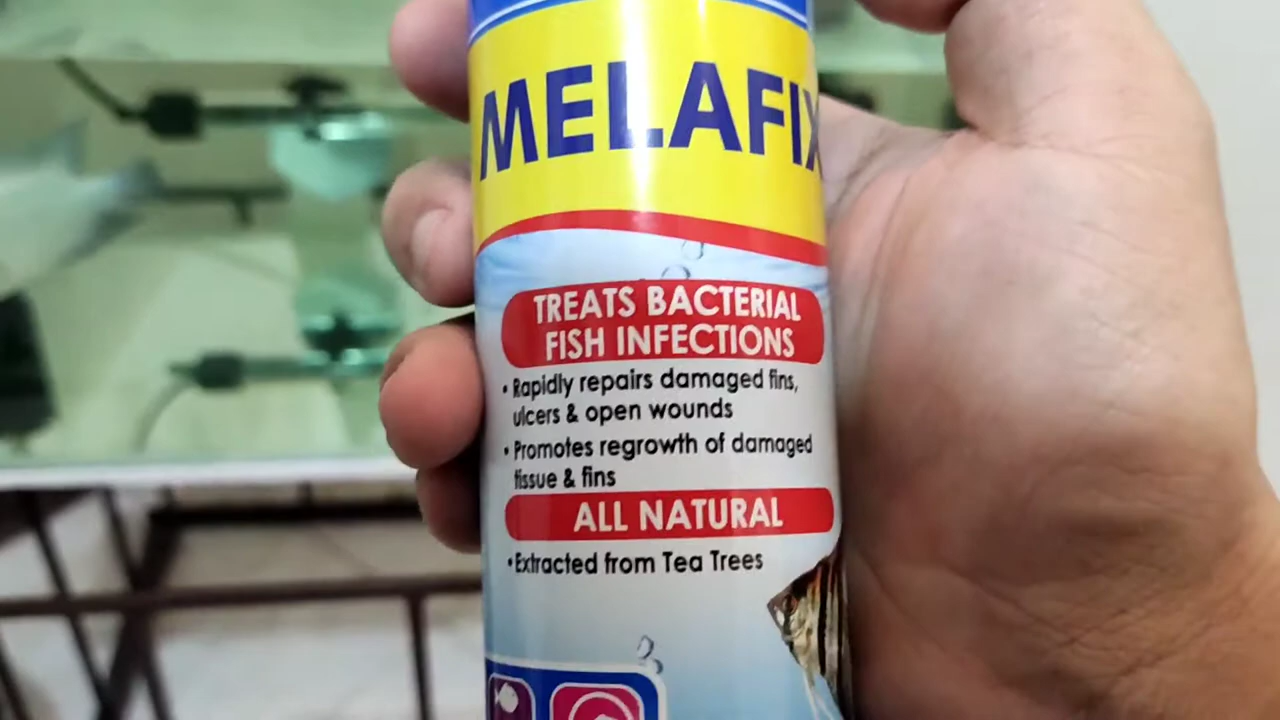 MELAFIX
TREATS BACTERIAL
FISH INFECTIONS
• Rapidly repairs damaged fins,
ulcers & open wounds
• Promotes regrowth of damaged
tissue & fins
ALL NATURAL
• Extracted from Tea Trees